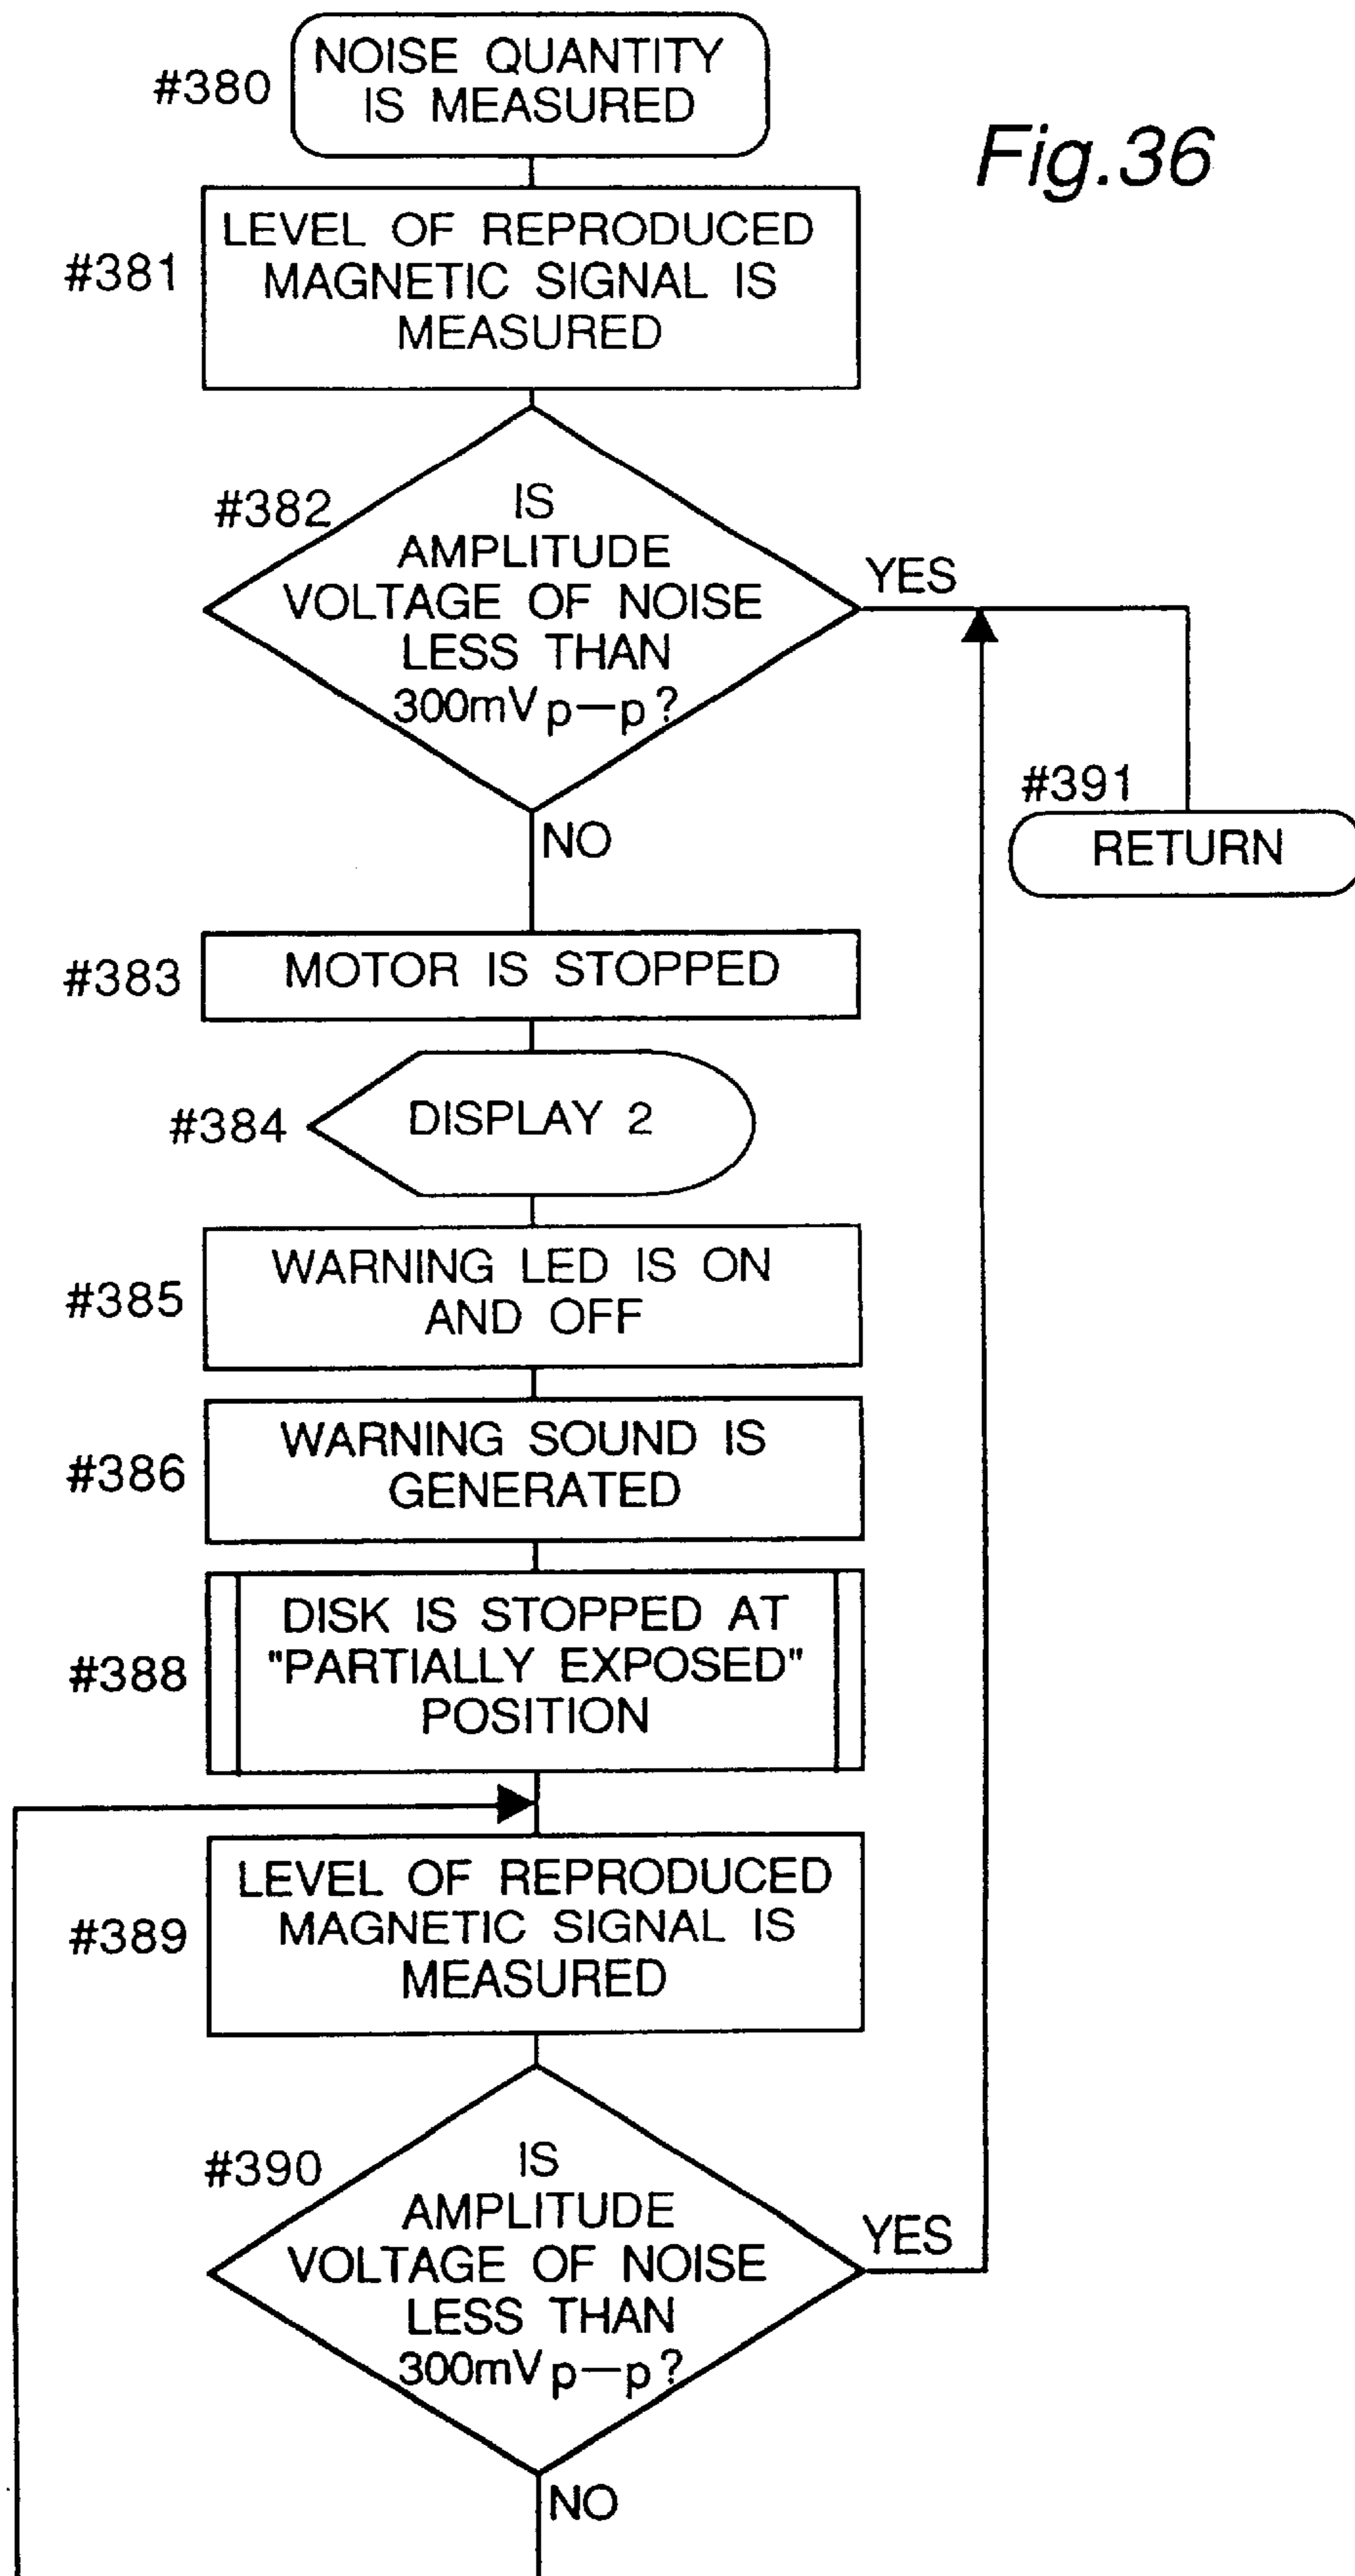 #380
NOISE QUANTITY
IS MEASURED
Fig.36
#381
LEVEL OF REPRODUCED
MAGNETIC SIGNAL IS
MEASURED
#382
IS
AMPLITUDE
VOLTAGE OF NOISE
LESS THAN
300mVp—p?
YES
NO
#391
RETURN
#383
MOTOR IS STOPPED
#384
DISPLAY 2
#385
WARNING LED IS ON
AND OFF
#386
WARNING SOUND IS
GENERATED
#388
DISK IS STOPPED AT
"PARTIALLY EXPOSED"
POSITION
#389
LEVEL OF REPRODUCED
MAGNETIC SIGNAL IS
MEASURED
#390
IS
AMPLITUDE
VOLTAGE OF NOISE
LESS THAN
300mVp—p?
YES
NO